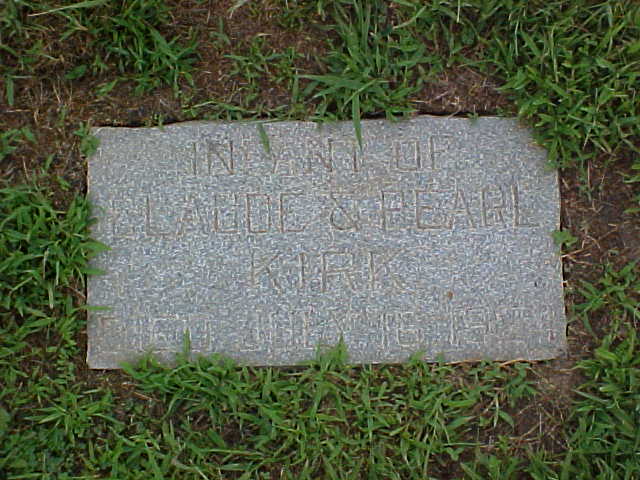 INFANT OF
CLAUDE & PEARL
KIRK
DIED JULY 16